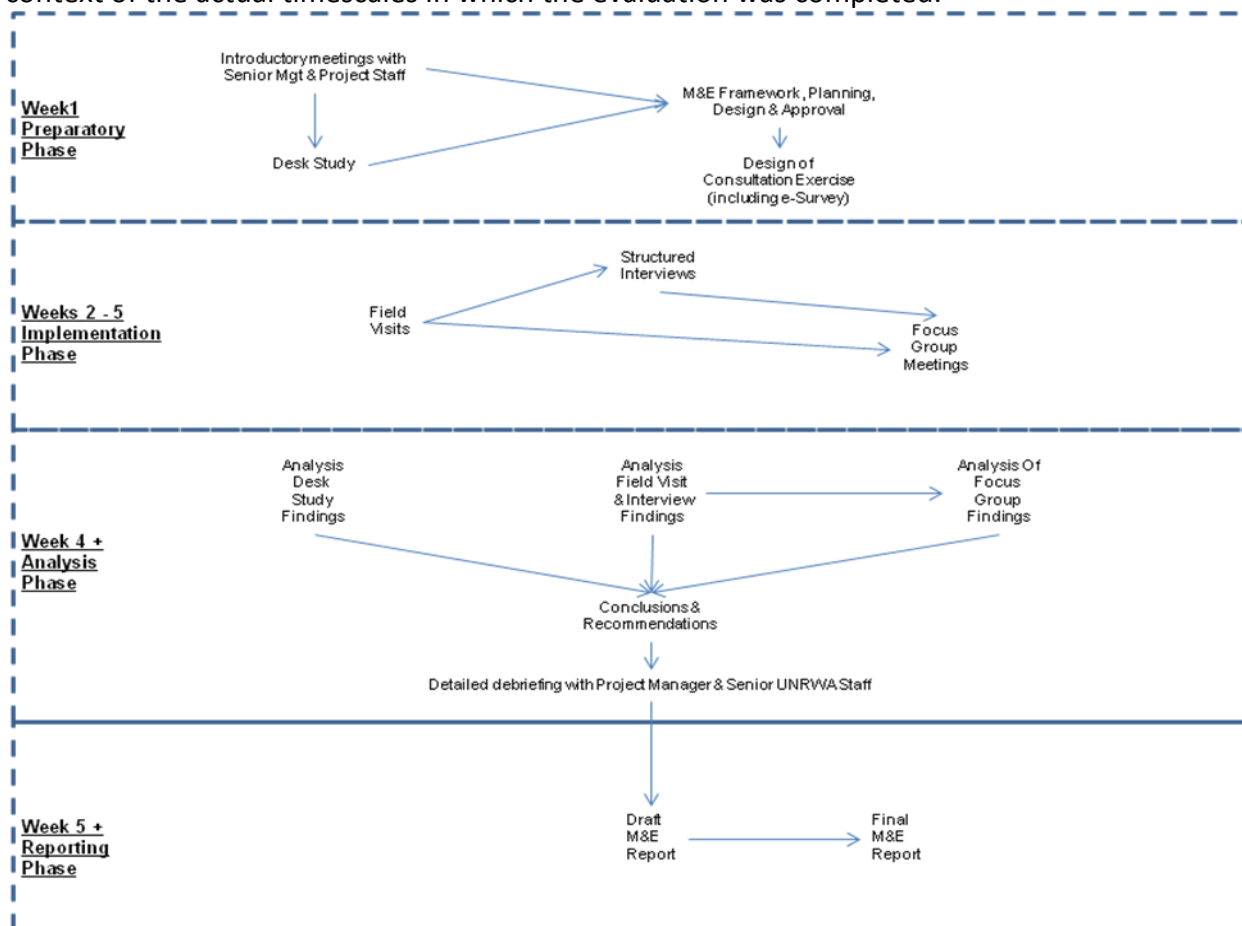 context of the actual timescales in which the evaluation was completed.
Introductory meetings with
Senior Mgt & Project Staff
M&E Framework, Planning,
Design & Approval
Week1
Preparatory
Phase
Desk Study
Design of
Consultation Exercise
(including e-Survey)
Structured
Interviews
Weeks 2 - 5
Implementation
Phase
Field
Visits
Focus
Group
Meetings
Analysis
Desk
Study
Findings
Analysis
Field Visit
& Interview
Findings
Analysis Of
Focus
Group
Findings
Week 4 +
Analysis
Phase
Conclusions &
Recommendations
Detailed debriefing with Project Manager & Senior UNRWA Staff
Week 5 +
Reporting
Phase
Draft
M&E
Report
Final
M&E
Report